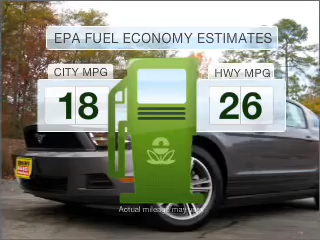 EPA FUEL ECONOMY ESTIMATES
CITY MPG
HWY MPG
18
26
Actual mileage may vary